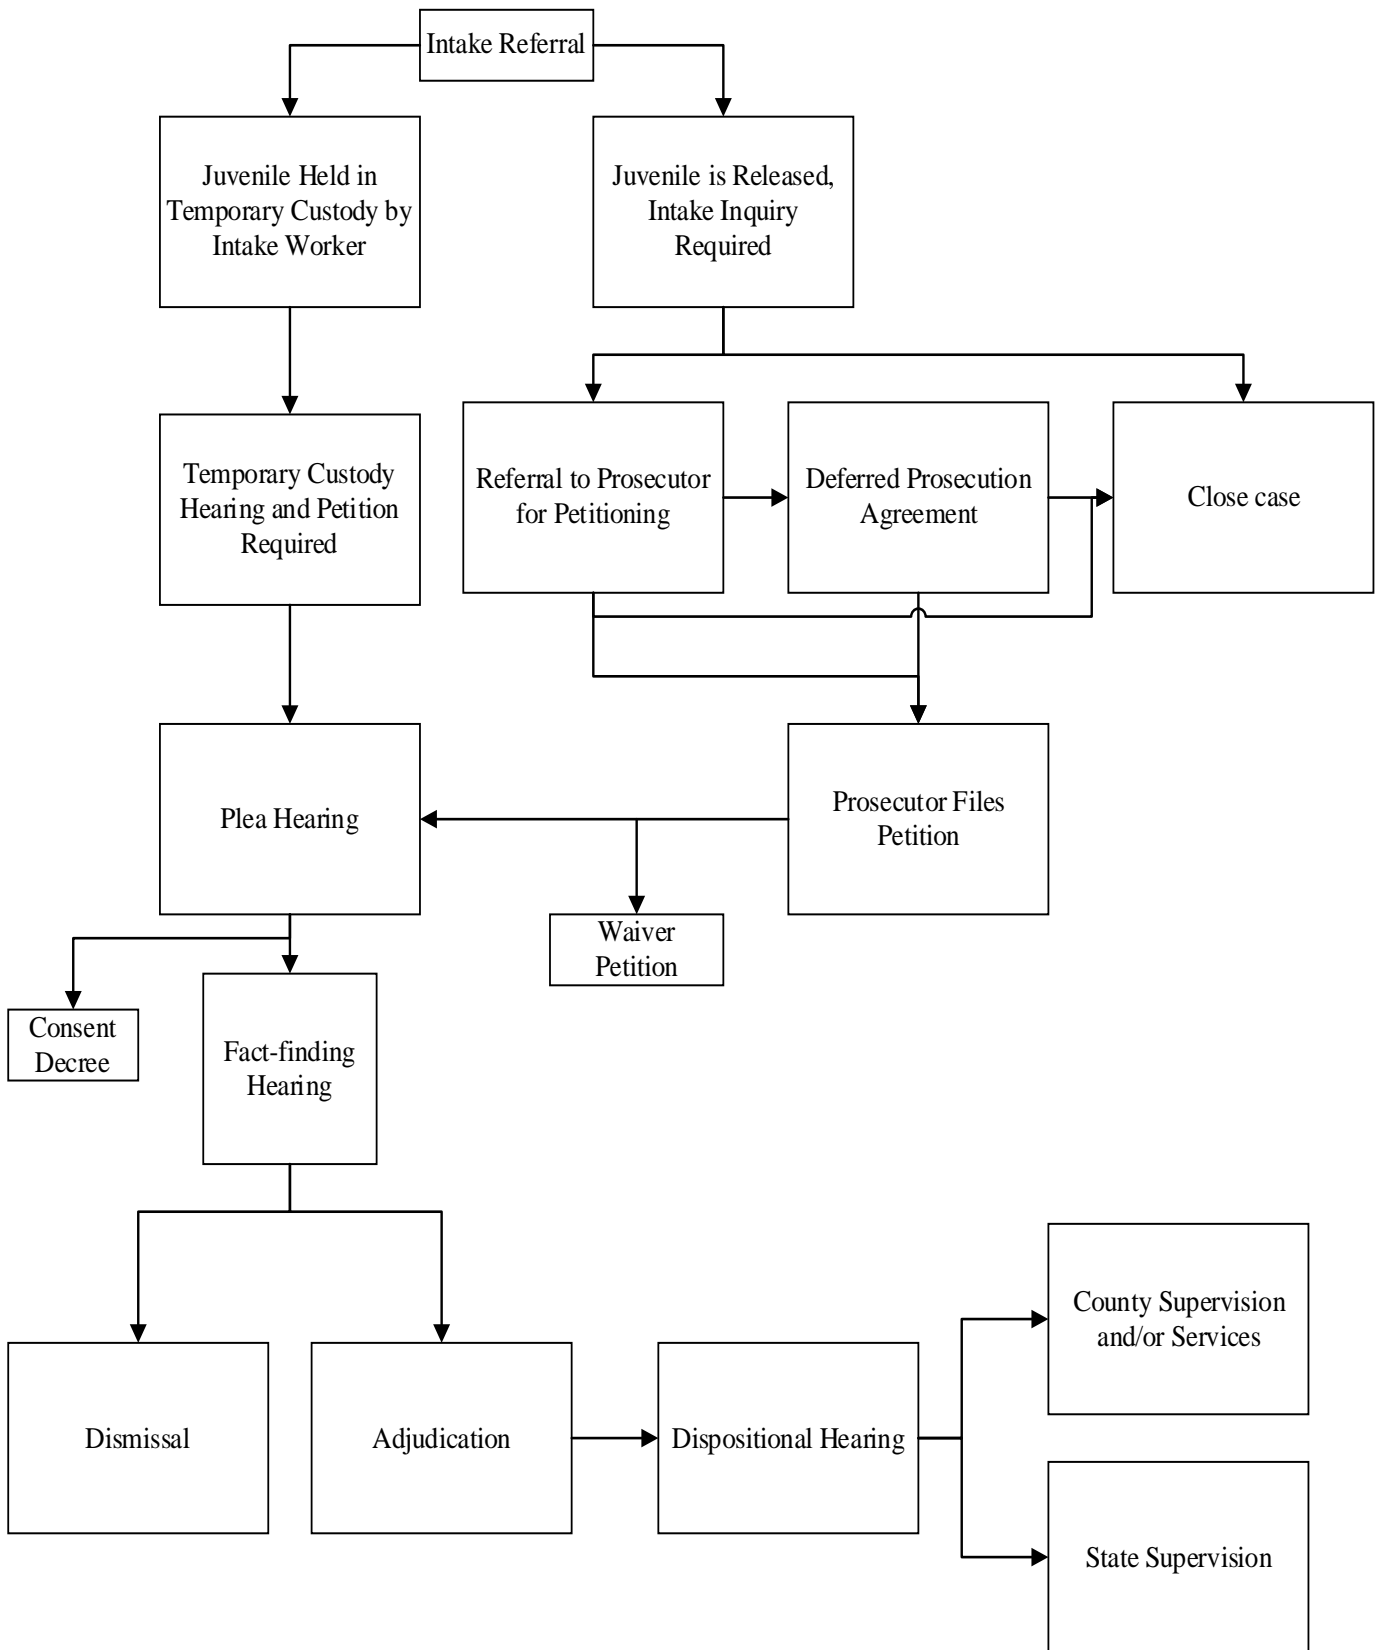 Intake Referral
Juvenile Held in
Temporary Custody by
Intake Worker
Juvenile is Released,
Intake Inquiry
Required
Temporary Custody
Hearing and Petition
Required
Referral to Prosecutor
for Petitioning
Deferred Prosecution
Agreement
Close case
Plea Hearing
Prosecutor Files
Petition
Waiver
Petition
Consent
Decree
Fact-finding
Hearing
Dismissal
Adjudication
Dispositional Hearing
County Supervision
and/or Services
State Supervision